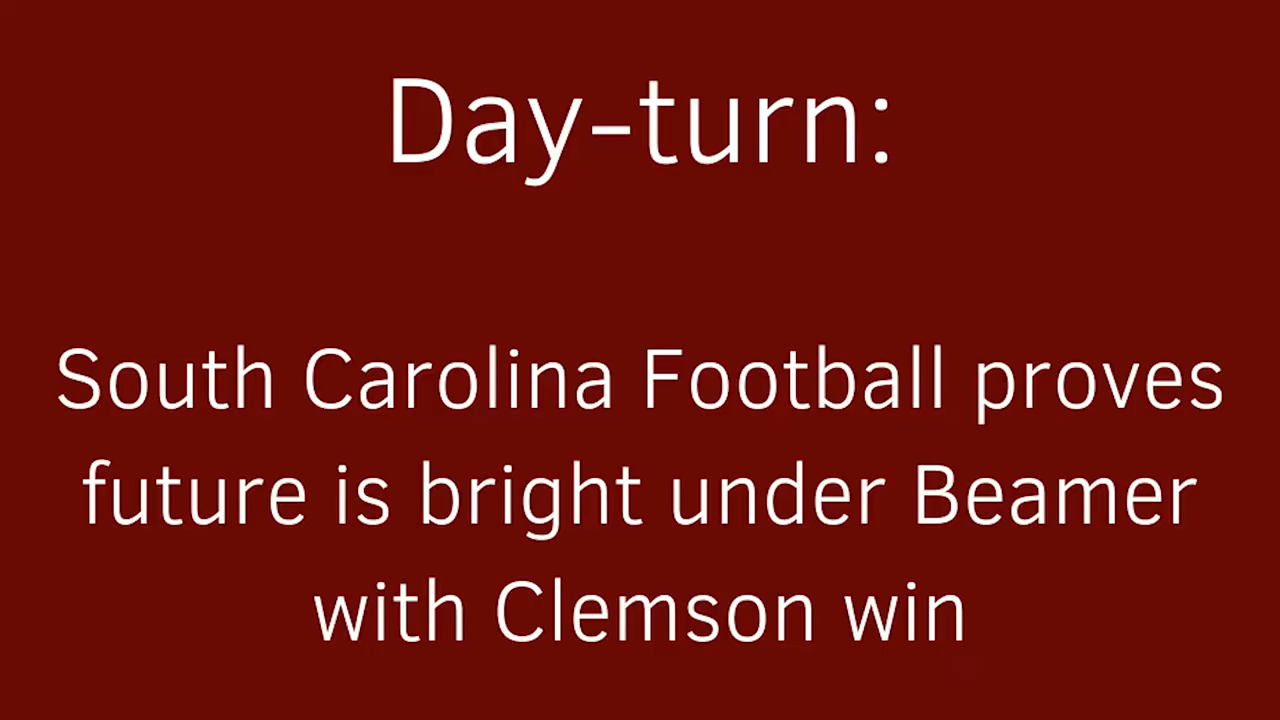 Day-turn:
South Carolina Football proves
future is bright under Beamer
with Clemson win